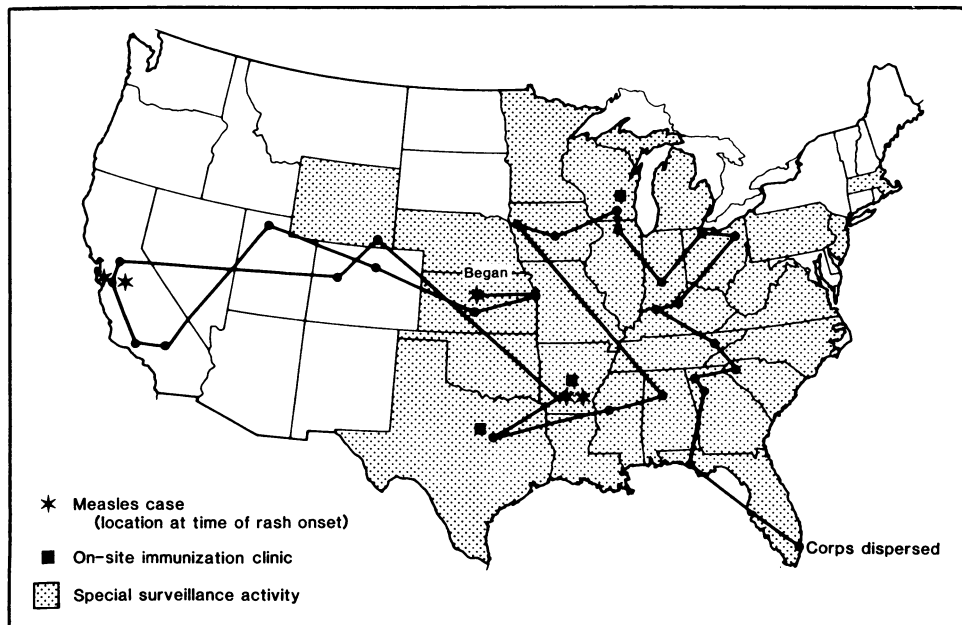 Began
Corps dispersed
Measles case
(location at time of rash onset)
On-site immunization clinic
Special surveillance activity